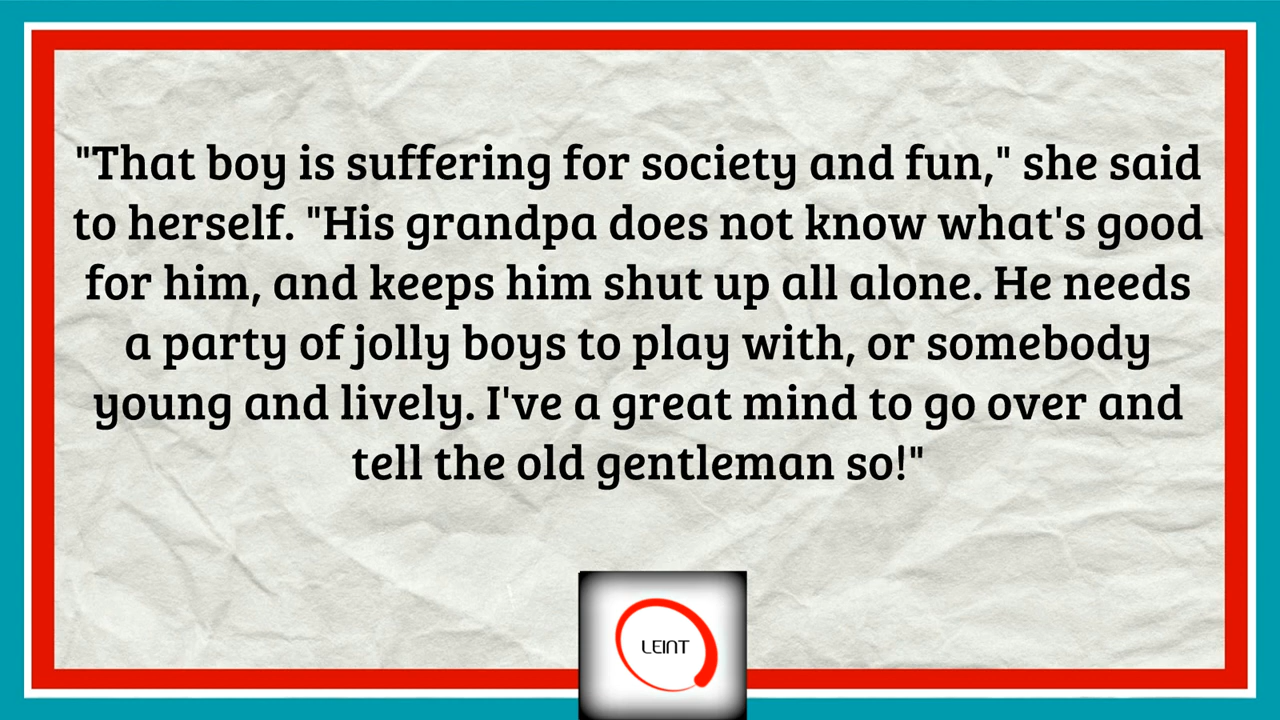 "That boy is suffering for society and fun," she said
to herself. "His grandpa does not know what's good
for him, and keeps him shut up all alone. He needs
a party of jolly boys to play with, or somebody
young and lively. I've a great mind to go over and
tell the old gentleman so!"
LEINT